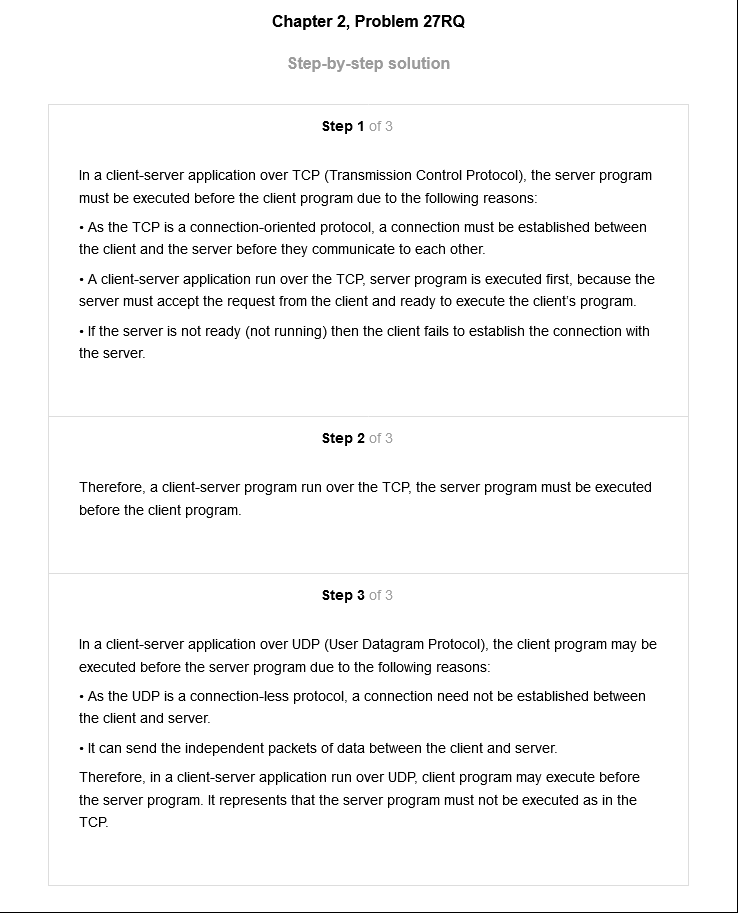 Chapter 2, Problem 27RQ
Step-by-step solution
Step 1 of 3
In a client-server application over TCP (Transmission Control Protocol), the server program
must be executed before the client program due to the following reasons:
• As the TCP is a connection-oriented protocol, a connection must be established between
the client and the server before they communicate to each other.
• A client-server application run over the TCP, server program is executed first, because the
server must accept the request from the client and ready to execute the client’s program.
• If the server is not ready (not running) then the client fails to establish the connection with
the server.
Step 2 of 3
Therefore, a client-server program run over the TCP, the server program must be executed
before the client program.
Step 3 of 3
In a client-server application over UDP (User Datagram Protocol), the client program may be
executed before the server program due to the following reasons:
• As the UDP is a connection-less protocol, a connection need not be established between
the client and server.
• It can send the independent packets of data between the client and server.
Therefore, in a client-server application run over UDP, client program may execute before
the server program. It represents that the server program must not be executed as in the
TCP.